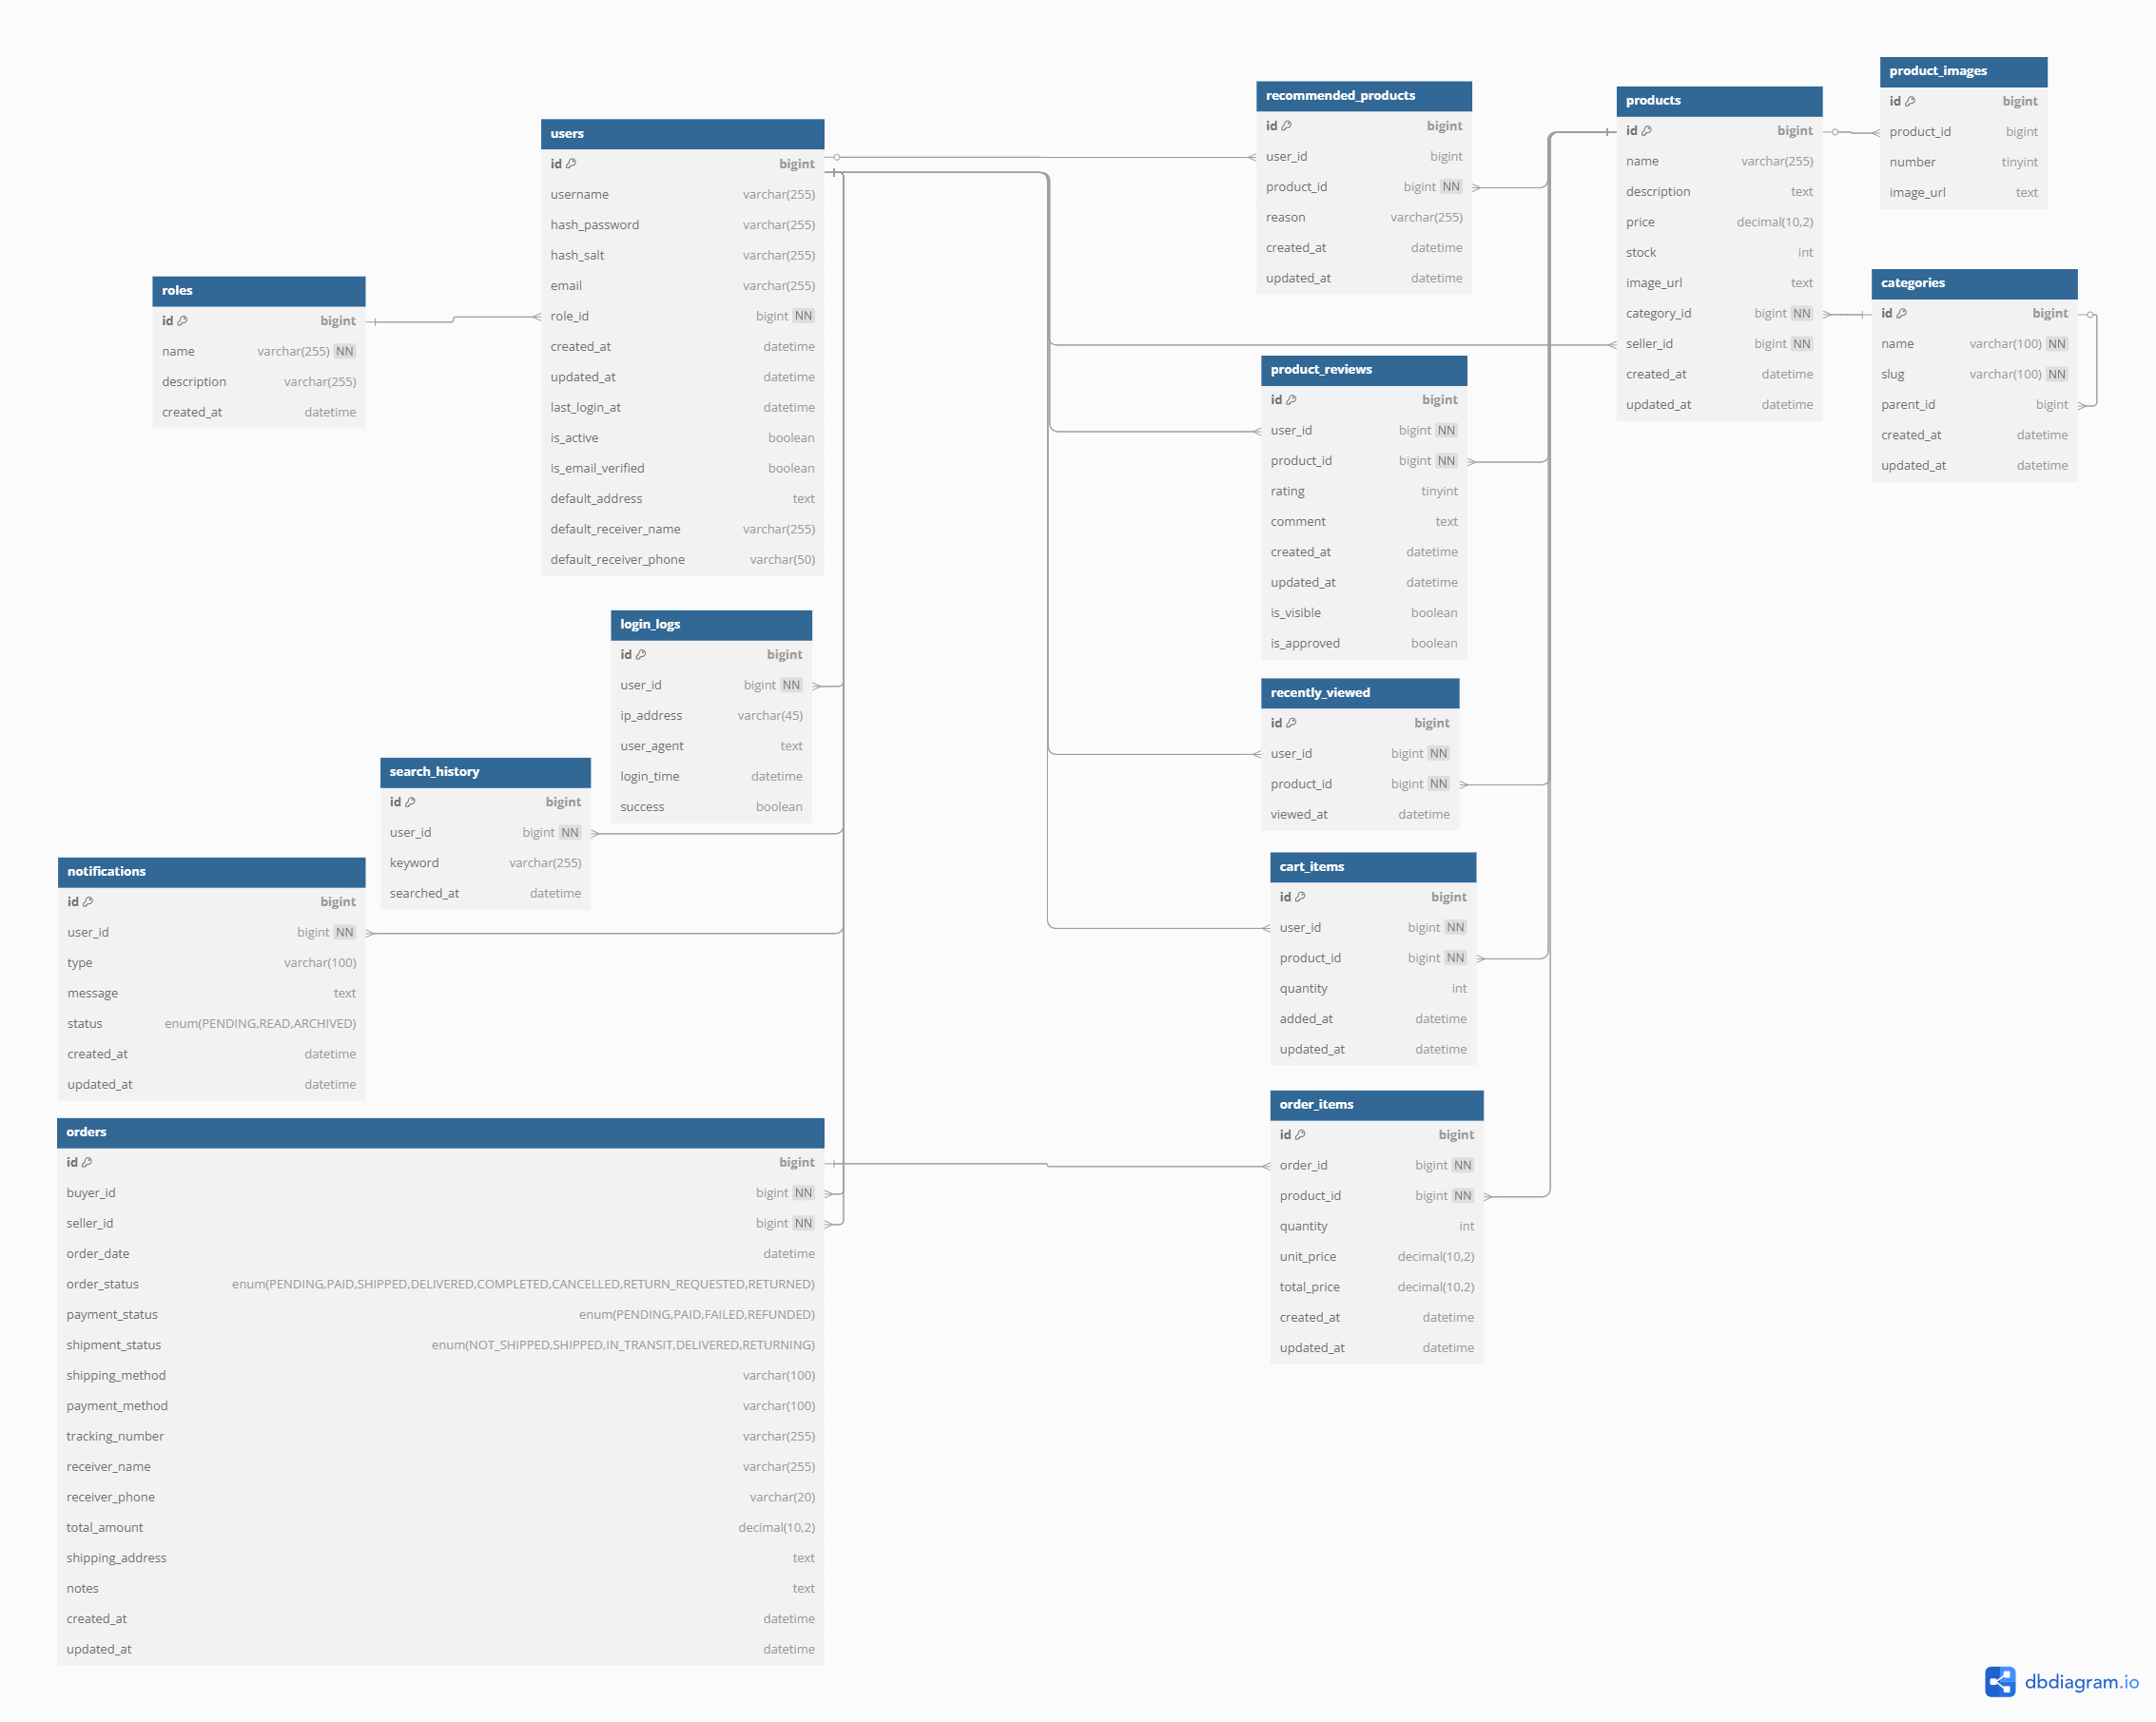 users
id bigint
username varchar(255)
hash_password varchar(255)
hash_salt varchar(255)
email varchar(255)
role_id bigint NN
created_at datetime
updated_at datetime
last_login_at datetime
is_active boolean
is_email_verified boolean
default_address text
default_receiver_name varchar(255)
default_receiver_phone varchar(50)
roles
id bigint
name varchar(255) NN
description varchar(255)
created_at datetime
login_logs
id bigint
user_id bigint NN
ip_address varchar(45)
user_agent text
login_time datetime
success boolean
search_history
id bigint
user_id bigint NN
keyword varchar(255)
searched_at datetime
notifications
id bigint
user_id bigint NN
type varchar(100)
message text
status enum(PENDING,READ,ARCHIVED)
created_at datetime
updated_at datetime
orders
id bigint
buyer_id bigint NN
seller_id bigint NN
order_date datetime
order_status enum(PENDING,PAID,SHIPPED,DELIVERED,COMPLETED,CANCELLED,RETURN_REQUESTED,RETURNED)
payment_status enum(PENDING,PAID,FAILED,REFUNDED)
shipment_status enum(NOT_SHIPPED,SHIPPED,IN_TRANSIT,DELIVERED,RETURNING)
shipping_method varchar(100)
payment_method varchar(100)
tracking_number varchar(255)
receiver_name varchar(255)
receiver_phone varchar(20)
total_amount decimal(10,2)
shipping_address text
notes text
created_at datetime
updated_at datetime
recommended_products
id bigint
user_id bigint
product_id bigint NN
reason varchar(255)
created_at datetime
updated_at datetime
product_reviews
id bigint
user_id bigint NN
product_id bigint NN
rating tinyint
comment text
created_at datetime
updated_at datetime
is_visible boolean
is_approved boolean
recently_viewed
id bigint
user_id bigint NN
product_id bigint NN
viewed_at datetime
cart_items
id bigint
user_id bigint NN
product_id bigint NN
quantity int
added_at datetime
updated_at datetime
order_items
id bigint
order_id bigint NN
product_id bigint NN
quantity int
unit_price decimal(10,2)
total_price decimal(10,2)
created_at datetime
updated_at datetime
products
id bigint
name varchar(255)
description text
price decimal(10,2)
stock int
image_url text
category_id bigint NN
seller_id bigint NN
created_at datetime
updated_at datetime
product_images
id bigint
product_id bigint
number tinyint
image_url text
categories
id bigint
name varchar(100) NN
slug varchar(100) NN
parent_id bigint
created_at datetime
updated_at datetime
dbdiagram.io